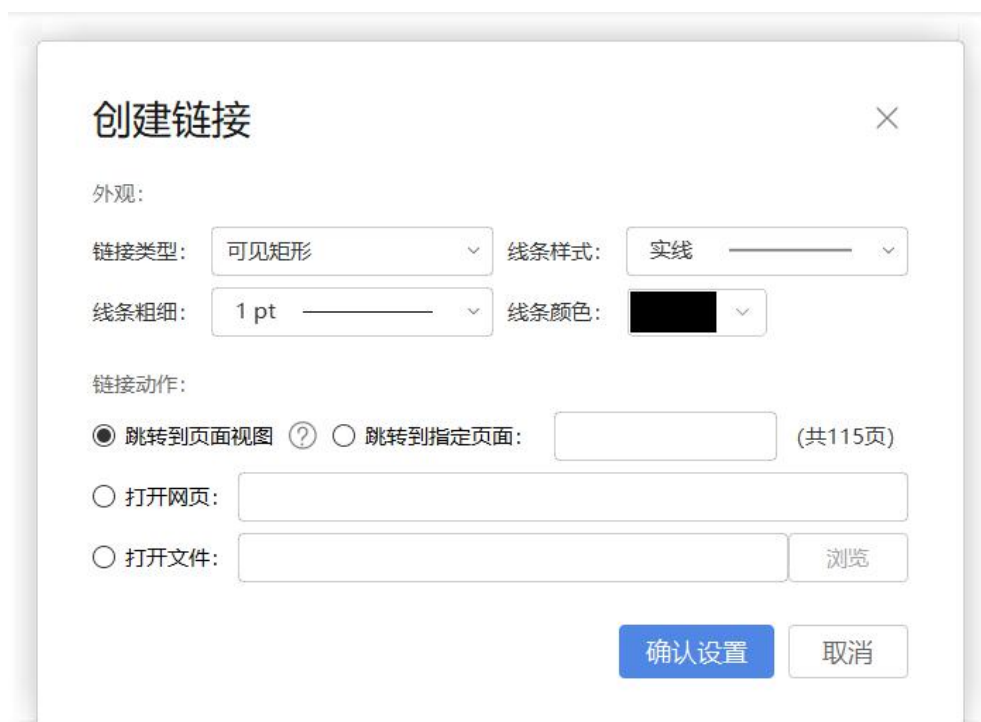 创建链接
外观：
链接类型： 可见矩形 线条样式： 实线
线条粗细： 1 pt 线条颜色：
链接动作：
跳转到页面视图 ? 跳转到指定页面： (共115页)
打开网页：
打开文件： 浏览
确认设置 取消